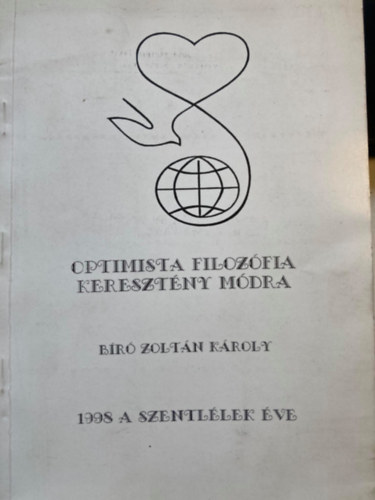 OPTIMISTA FILOZÓFIA
KERESZTÉNY MÓDRA
BÍRÓ ZOLTÁN KÁROLY
1998 A SZENTLÉLEK ÉVE